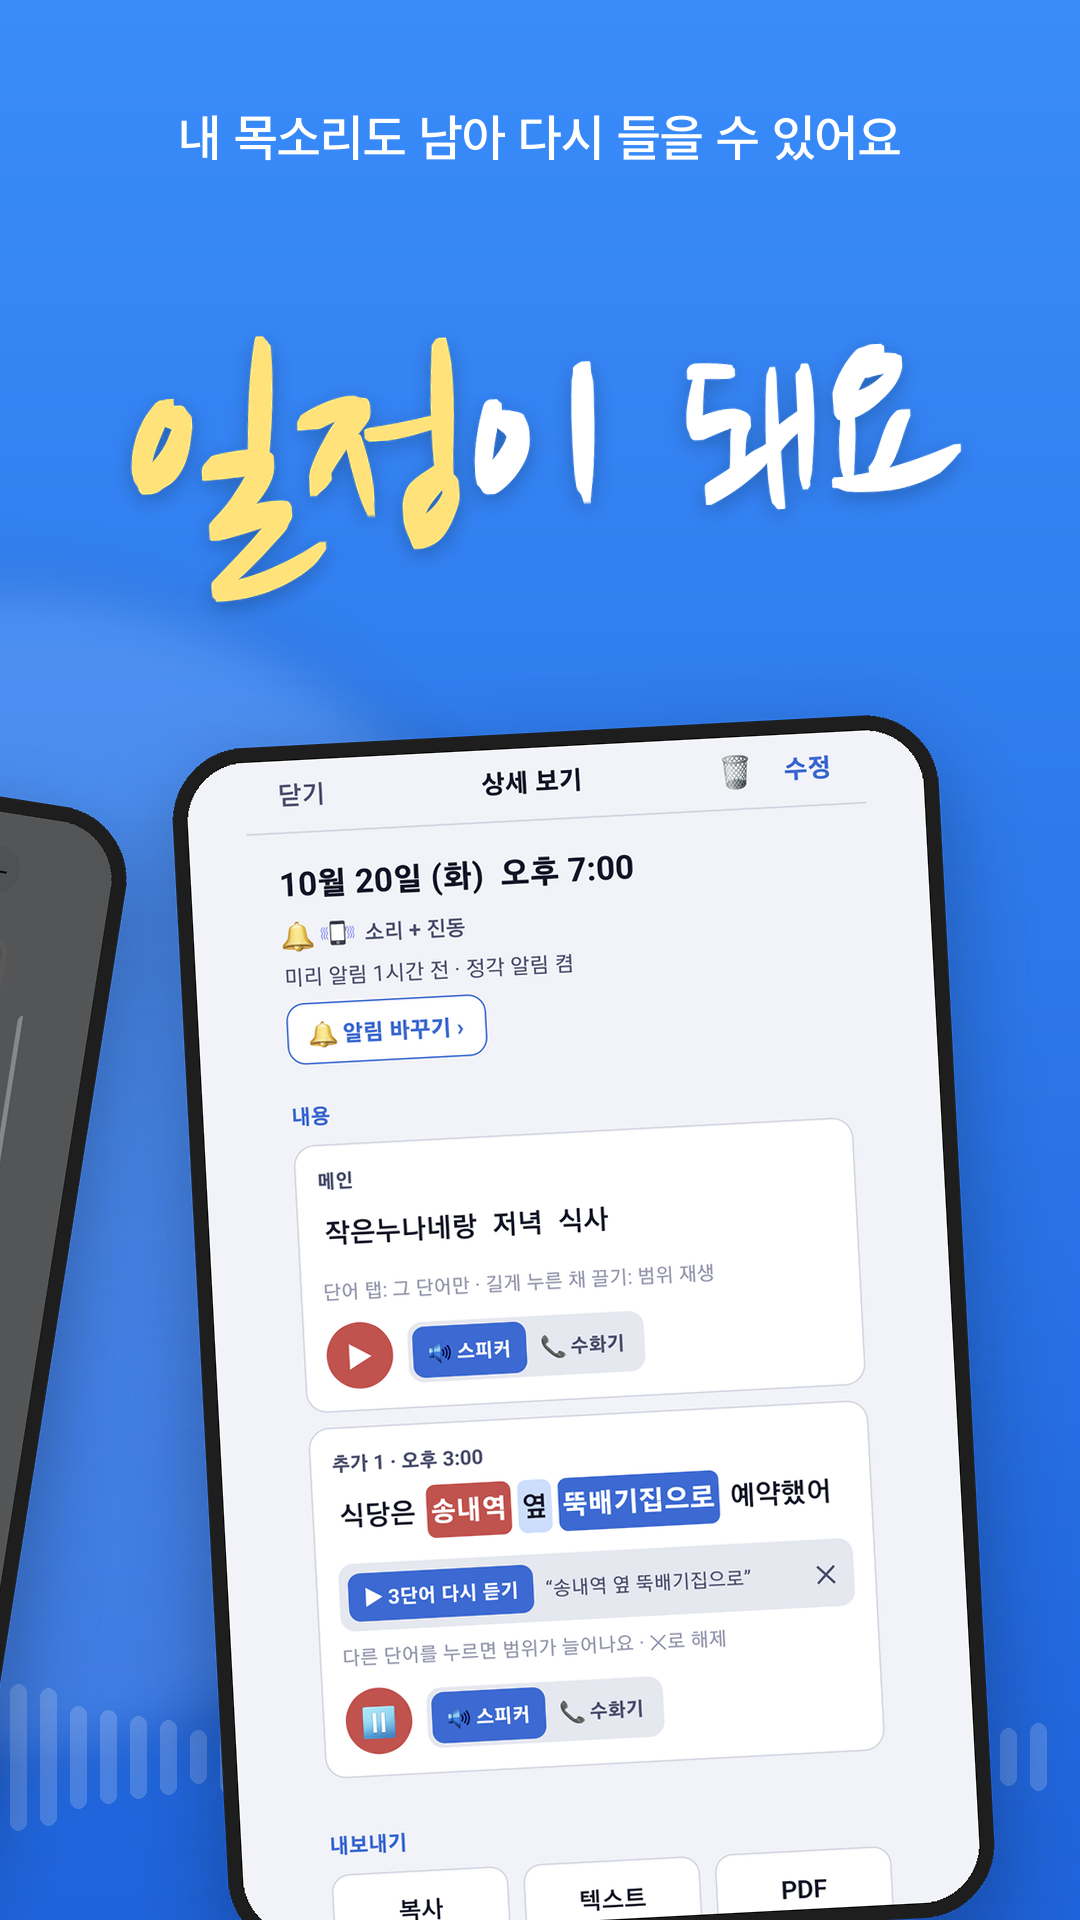 내 목소리도 남아 다시 들을 수 있어요
일정이 돼요
닫기 상세 보기 수정
10월 20일 (화) 오후 7:00
소리 + 진동
미리 알림 1시간 전 · 정각 알림 켬
알림 바꾸기 ›
내용
메인
작은누나네랑 저녁 식사
단어 탭: 그 단어만 · 길게 누른 채 끌기: 범위 재생
스피커 수화기
추가 1 · 오후 3:00
식당은 송내역 옆 뚝배기집으로 예약했어
▶ 3단어 다시 듣기 “송내역 옆 뚝배기집으로” ✕
다른 단어를 누르면 범위가 늘어나요 · ✕로 해제
스피커 수화기
내보내기
복사 텍스트 PDF